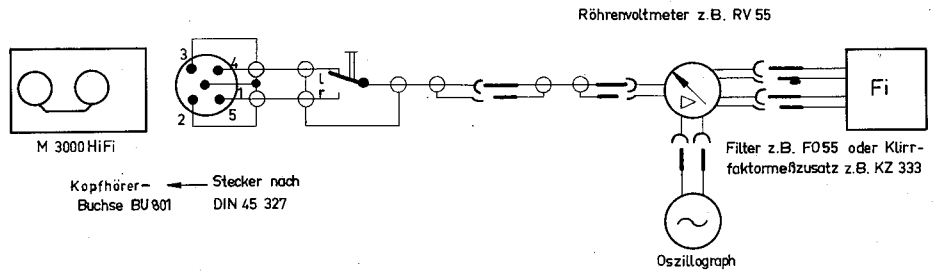 Röhrenvoltmeter z.B. RV 55
3
4
l
1
r
2
5
Fi
M 3000 HiFi
Filter z.B. FO55 oder Klirr-
faktormeßzusatz z.B. KZ 333
Kopfhörer-
Buchse BU 801
Stecker nach
DIN 45 327
Oszillograph